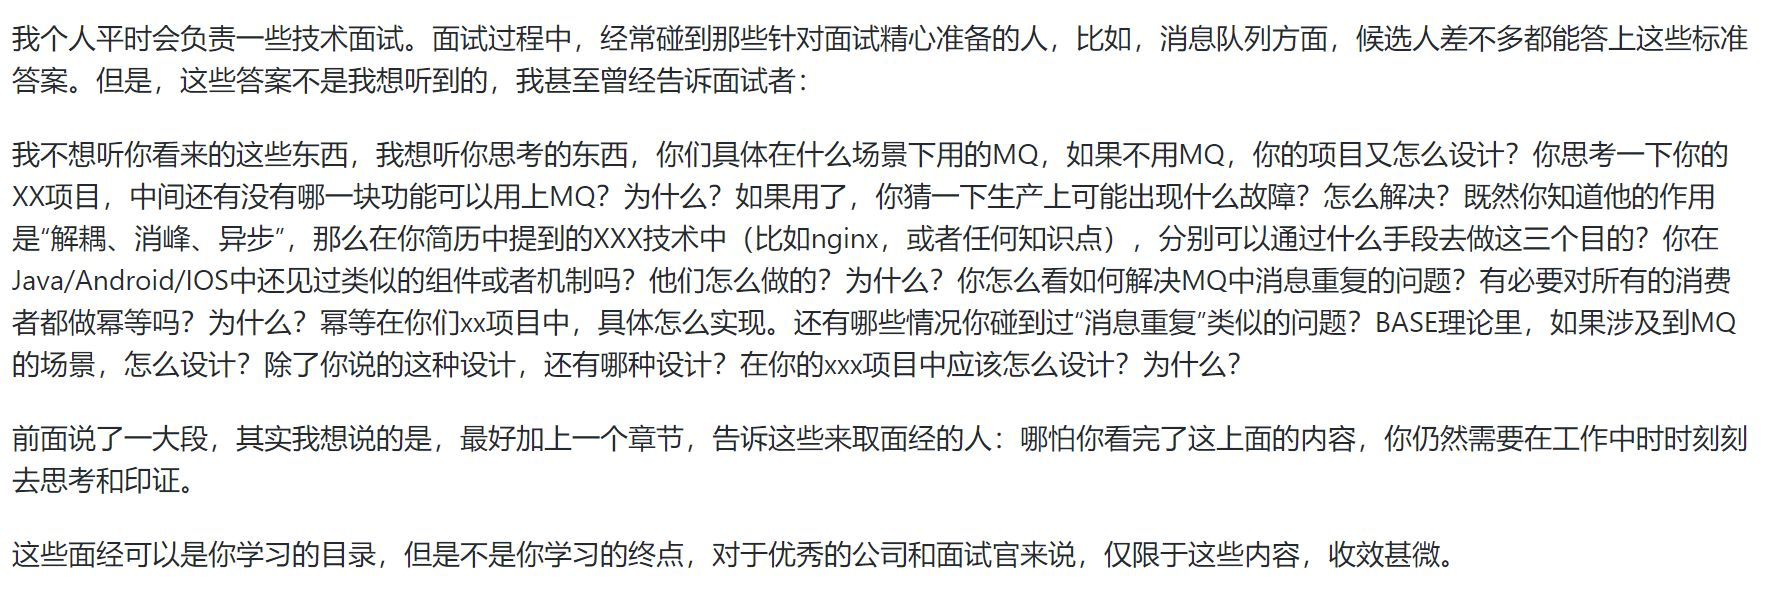 我个人平时会负责一些技术面试。面试过程中，经常碰到那些针对面试精心准备的人，比如，消息队列方面，候选人差不多都能答上这些标准
答案。但是，这些答案不是我想听到的，我甚至曾经告诉面试者：
我不想听你看来的这些东西，我想听你思考的东西，你们具体在什么场景下用的MQ，如果不用MQ，你的项目又怎么设计？你思考一下你的
XX项目，中间还有没有哪一块功能可以用上MQ？为什么？如果用了，你猜一下生产上可能出现什么故障？怎么解决？既然你知道他的作用
是“解耦、消峰、异步”，那么在你简历中提到的XXX技术中（比如nginx，或者任何知识点），分别可以通过什么手段去做这三个目的？你在
Java/Android/IOS中还见过类似的组件或者机制吗？他们怎么做的？为什么？你怎么看如何解决MQ中消息重复的问题？有必要对所有的消费
者都做幂等吗？为什么？幂等在你们xx项目中，具体怎么实现。还有哪些情况你碰到过“消息重复”类似的问题？BASE理论里，如果涉及到MQ
的场景，怎么设计？除了你说的这种设计，还有哪种设计？在你的xxx项目中应该怎么设计？为什么？
前面说了一大段，其实我想说的是，最好加上一个章节，告诉这些来取面经的人：哪怕你看完了这上面的内容，你仍然需要在工作中时时刻刻
去思考和印证。
这些面经可以是你学习的目录，但是不是你学习的终点，对于优秀的公司和面试官来说，仅限于这些内容，收效甚微。